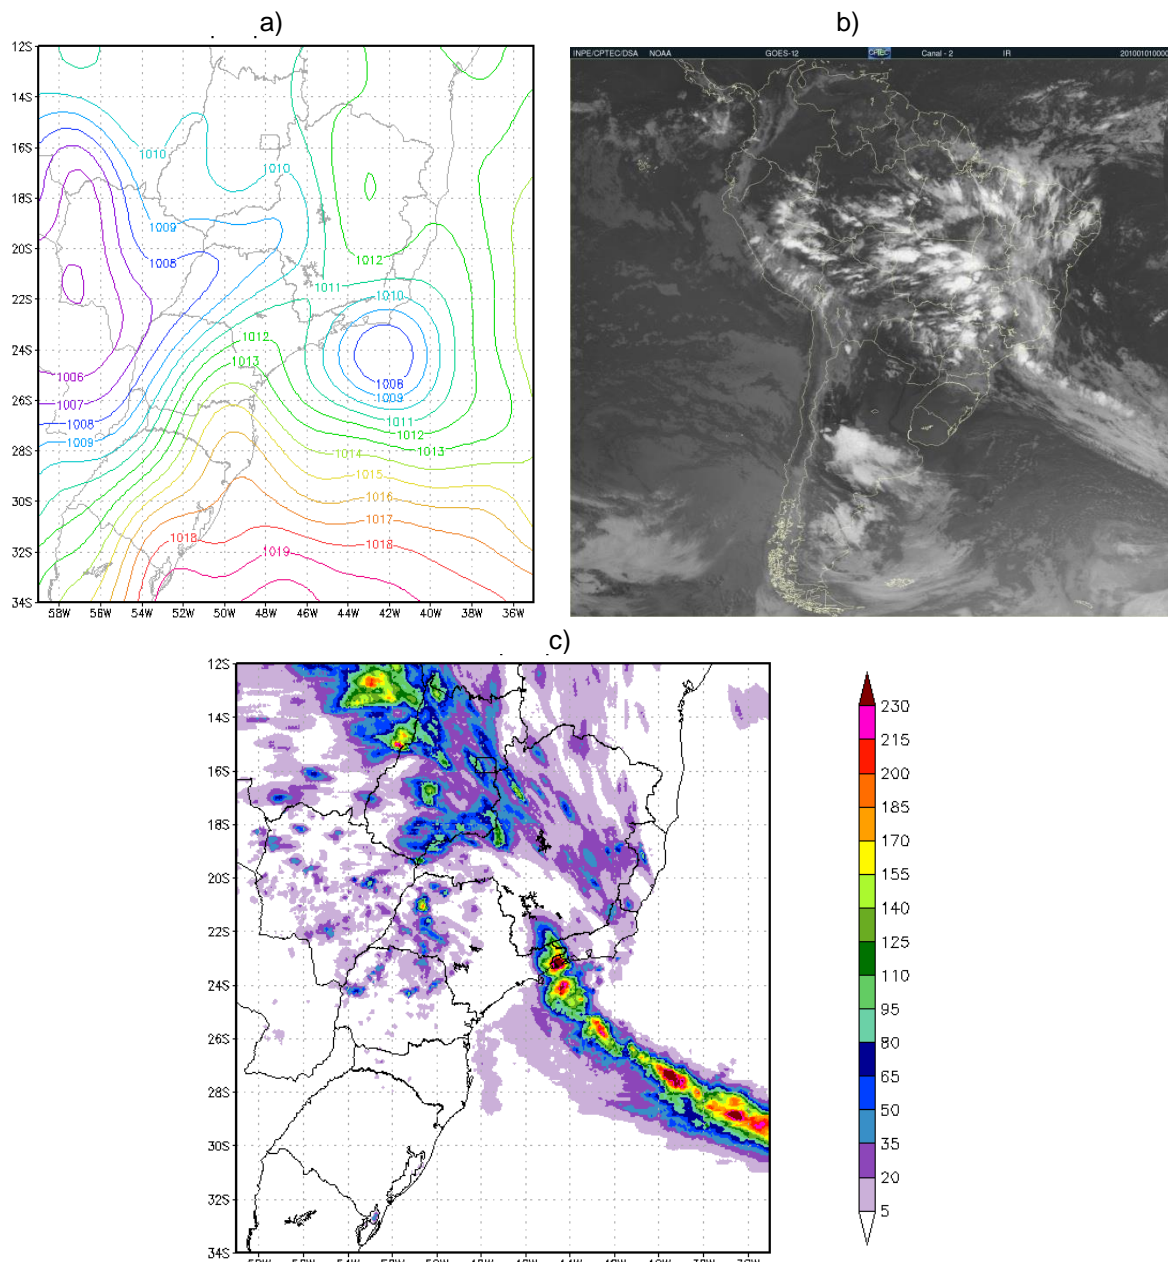 a)
b)
12S
14S
16S
18S
20S
22S
24S
26S
28S
30S
32S
34S
58W
56W
54W
52W
50W
48W
46W
44W
42W
40W
38W
36W
1010
1010
1009
1008
1012
1011
1010
1012
1013
1008
1009
1006
1007
1008
1009
1011
1012
1013
1014
1015
1016
1017
1018
1018
1019
INPE/CPTEC/DSA NOAA GOES-12 CPTEC Canal - 2 IR 201001010000
c)
12S
14S
16S
18S
20S
22S
24S
26S
28S
30S
32S
34S
230
215
200
185
170
155
140
125
110
95
80
65
50
35
20
5